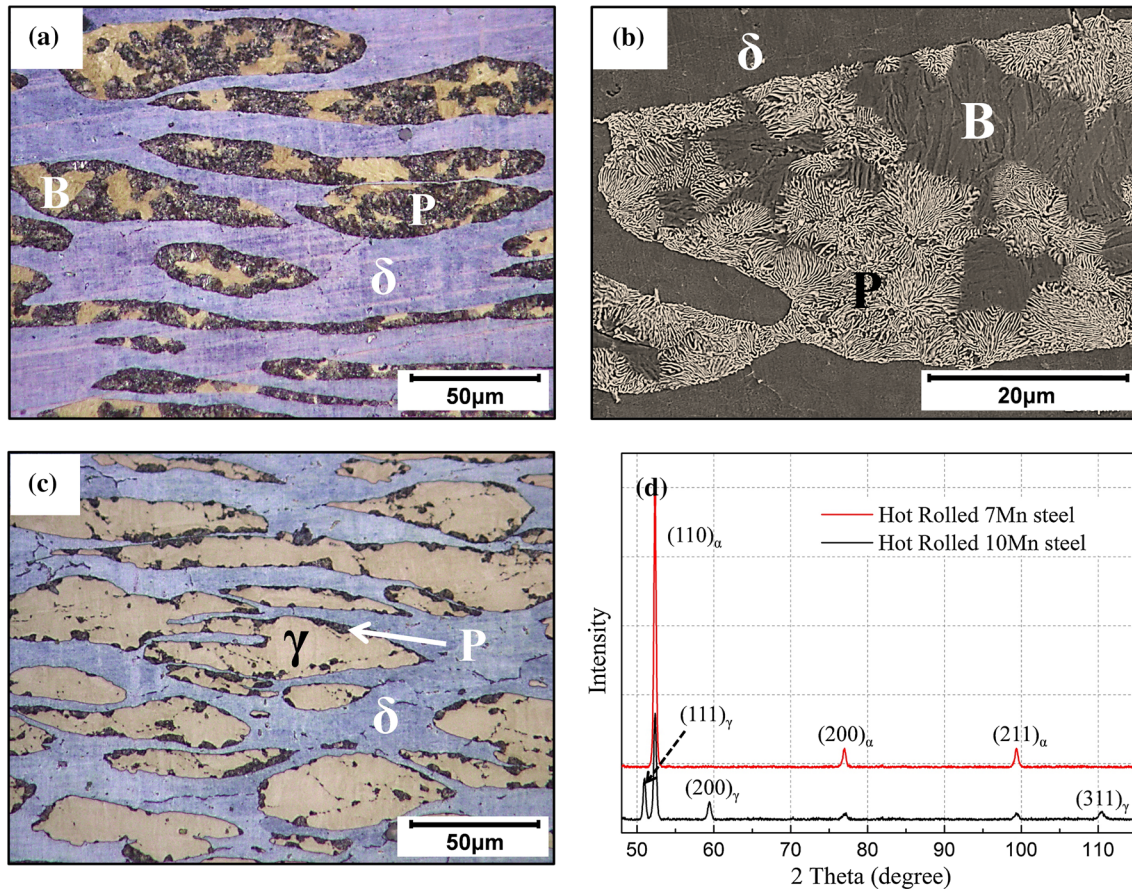 (a)
B
P
δ
50μm
(b)
δ
B
P
20μm
(c)
γ
P
δ
50μm
(d)
(110)α
Hot Rolled 7Mn steel
Hot Rolled 10Mn steel
(111)γ
(200)γ
(200)α
(211)α
(311)γ
Intensity
50 60 70 80 90 100 110
2 Theta (degree)